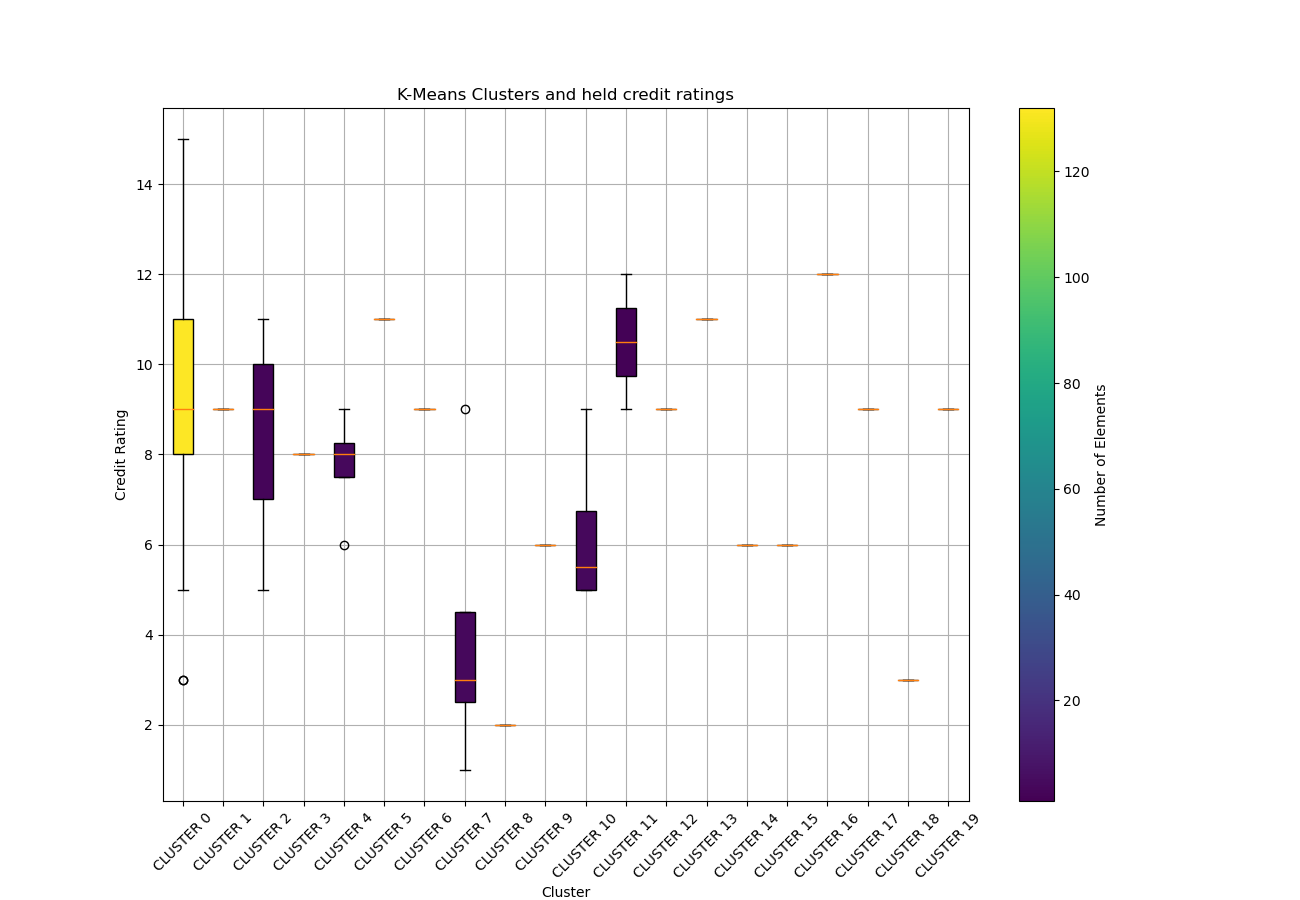 K-Means Clusters and held credit ratings
14
12
10
8
6
4
2
Credit Rating
CLUSTER 0
CLUSTER 1
CLUSTER 2
CLUSTER 3
CLUSTER 4
CLUSTER 5
CLUSTER 6
CLUSTER 7
CLUSTER 8
CLUSTER 9
CLUSTER 10
CLUSTER 11
CLUSTER 12
CLUSTER 13
CLUSTER 14
CLUSTER 15
CLUSTER 16
CLUSTER 17
CLUSTER 18
CLUSTER 19
Cluster
120
100
80
60
40
20
Number of Elements